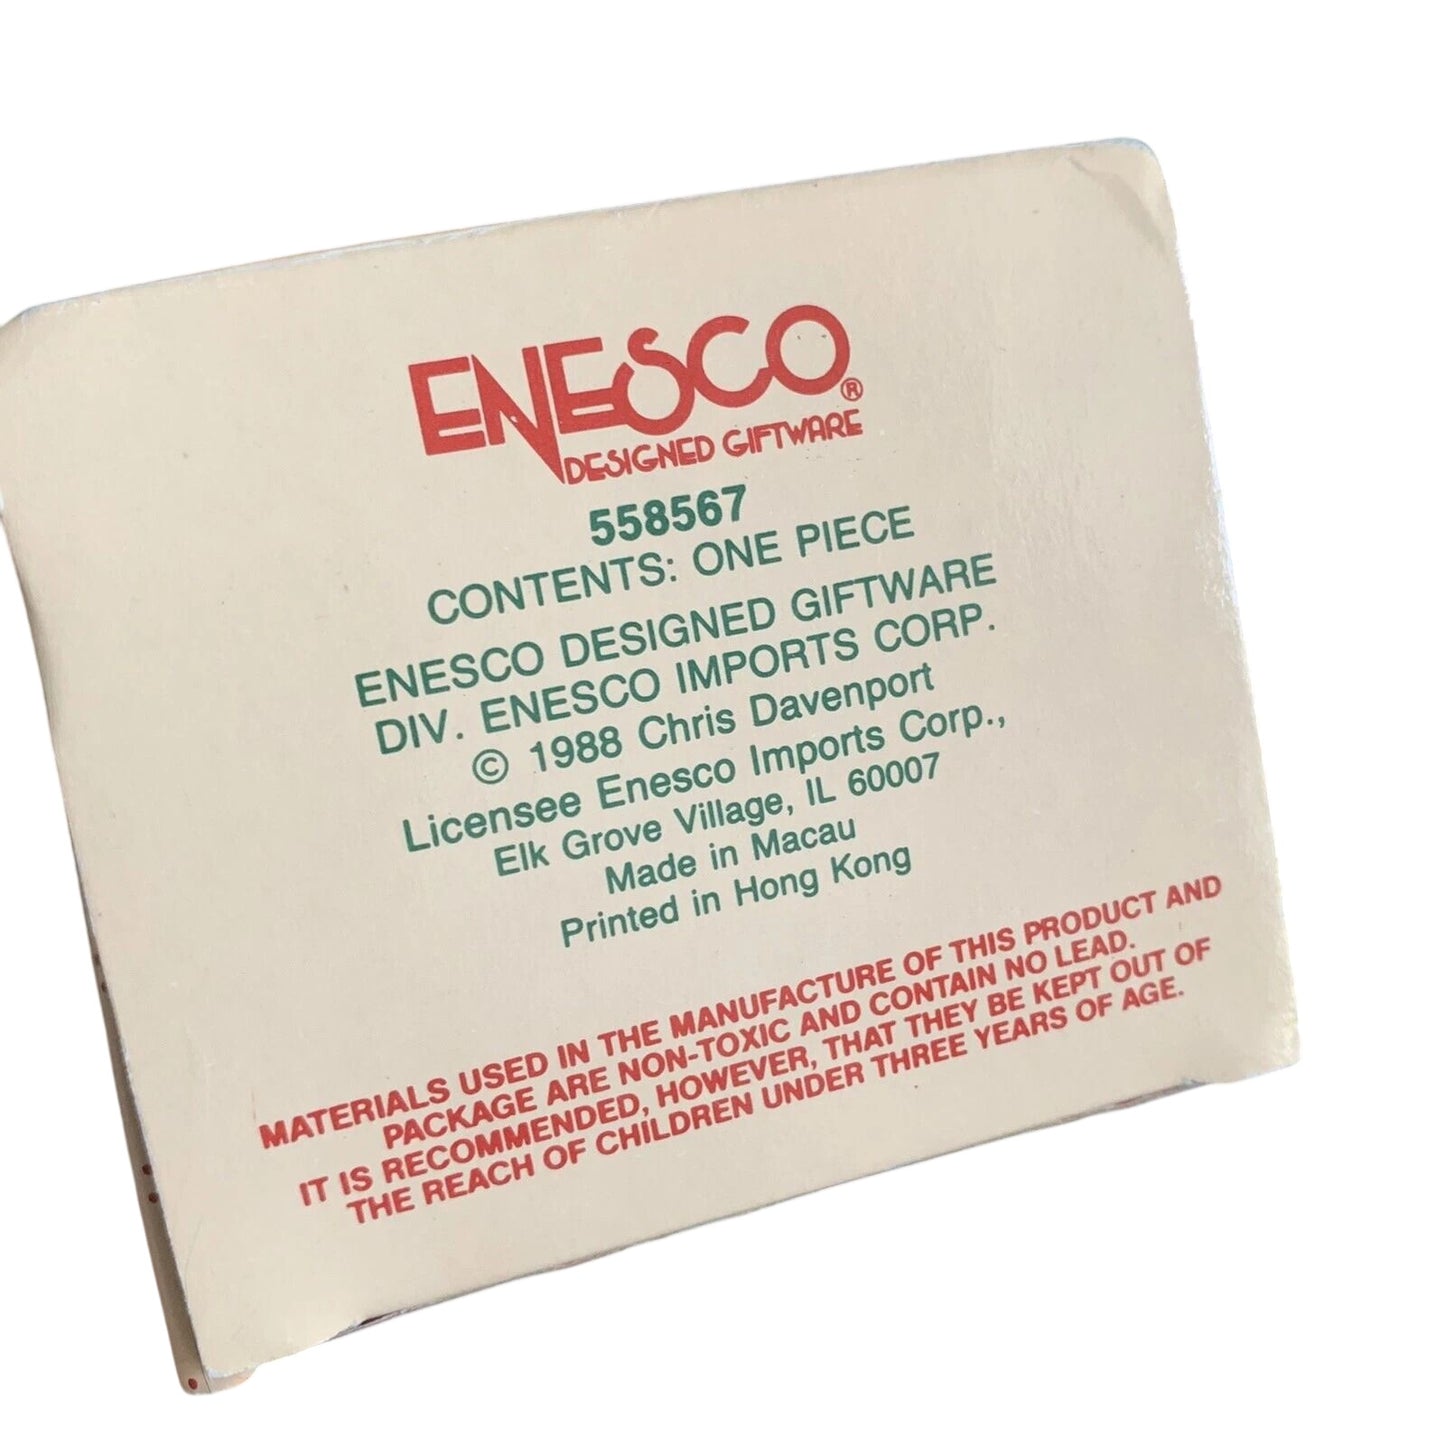 ENESCO®
DESIGNED GIFTWARE
558567
CONTENTS: ONE PIECE
ENESCO DESIGNED GIFTWARE
DIV. ENESCO IMPORTS CORP.
© 1988 Chris Davenport
Licensee Enesco Imports Corp.,
Elk Grove Village, IL 60007
Made in Macau
Printed in Hong Kong
MATERIALS USED IN THE MANUFACTURE OF THIS PRODUCT AND
PACKAGE ARE NON-TOXIC AND CONTAIN NO LEAD.
IT IS RECOMMENDED, HOWEVER, THAT THEY BE KEPT OUT OF
THE REACH OF CHILDREN UNDER THREE YEARS OF AGE.